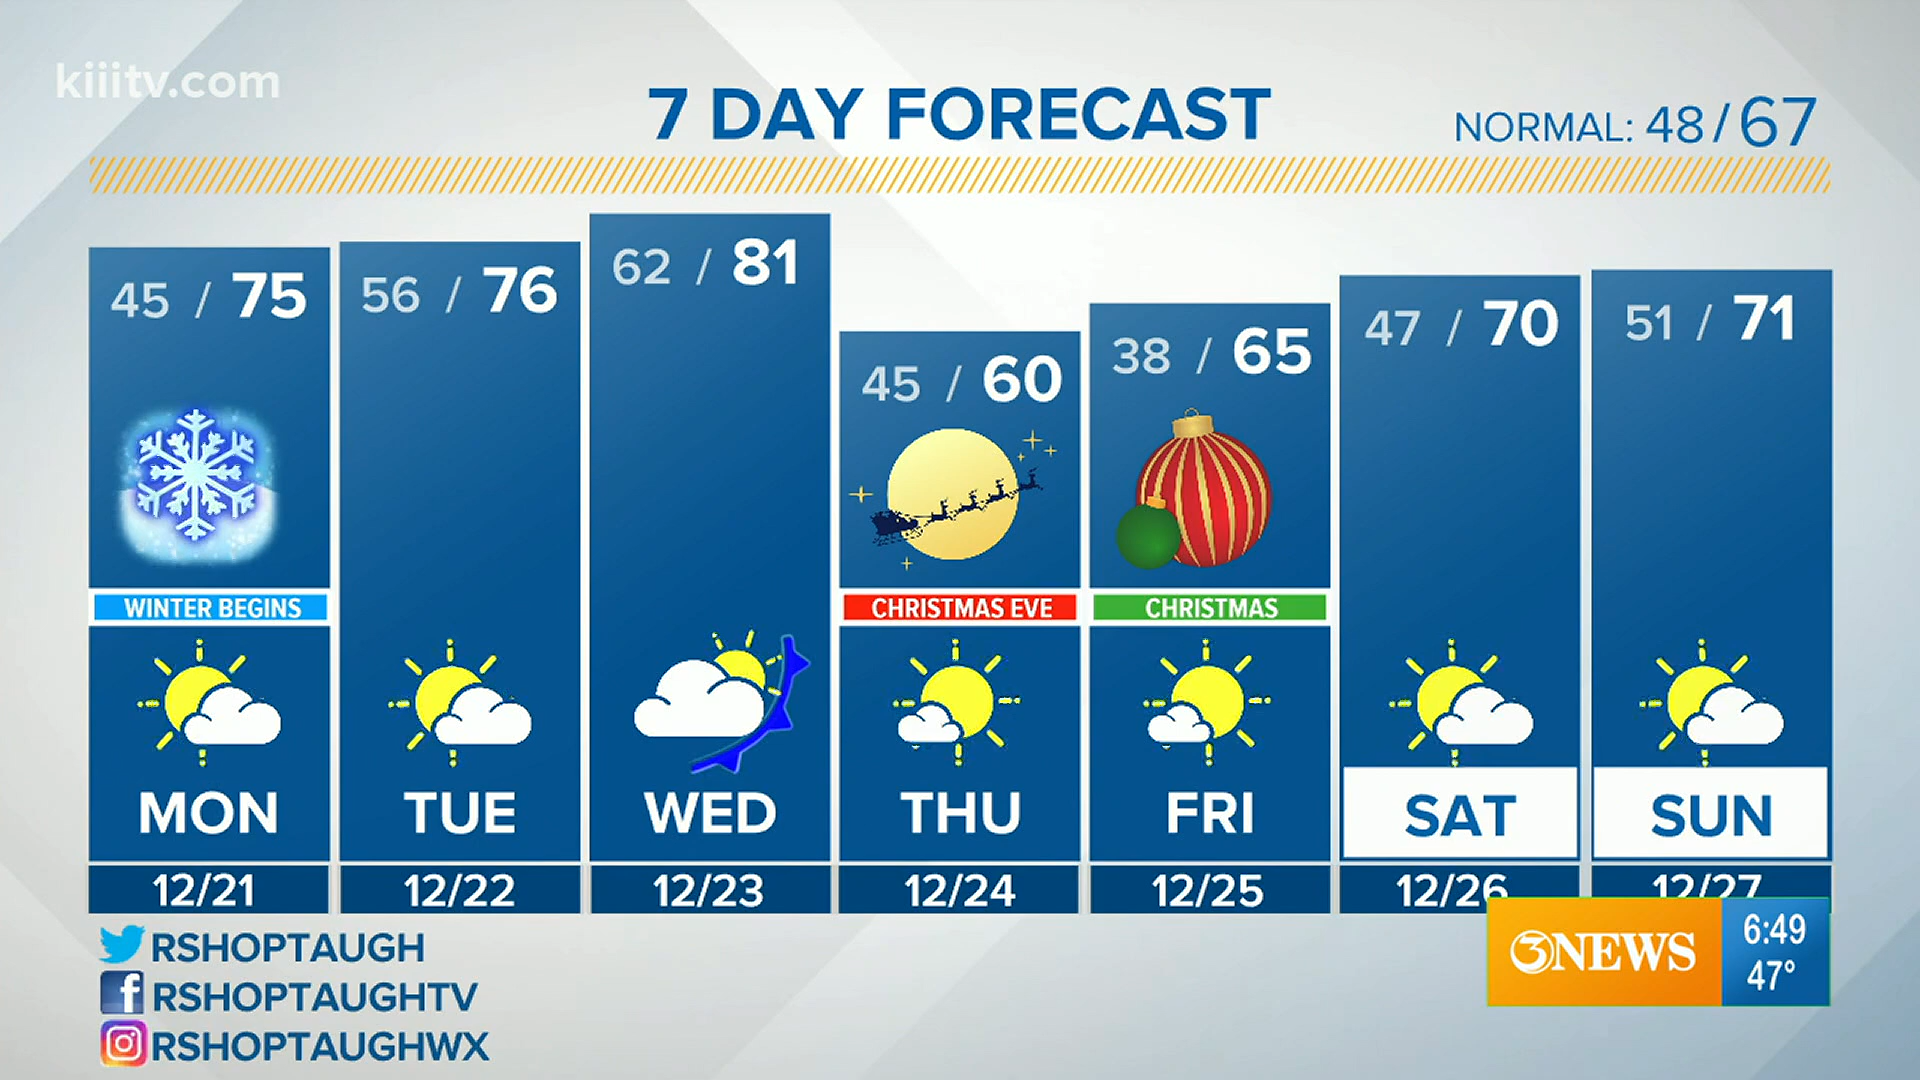 kiiitv.com
7 DAY FORECAST
NORMAL: 48/67
45 / 75
56 / 76
62 / 81
45 / 60
38 / 65
47 / 70
51 / 71
WINTER BEGINS
CHRISTMAS EVE
CHRISTMAS
MON
TUE
WED
THU
FRI
SAT
SUN
12/21
12/22
12/23
12/24
12/25
12/26
12/27
RSHOPTAUGH
f RSHOPTAUGHTV
RSHOPTAUGHWX
3NEWS
6:49
47°